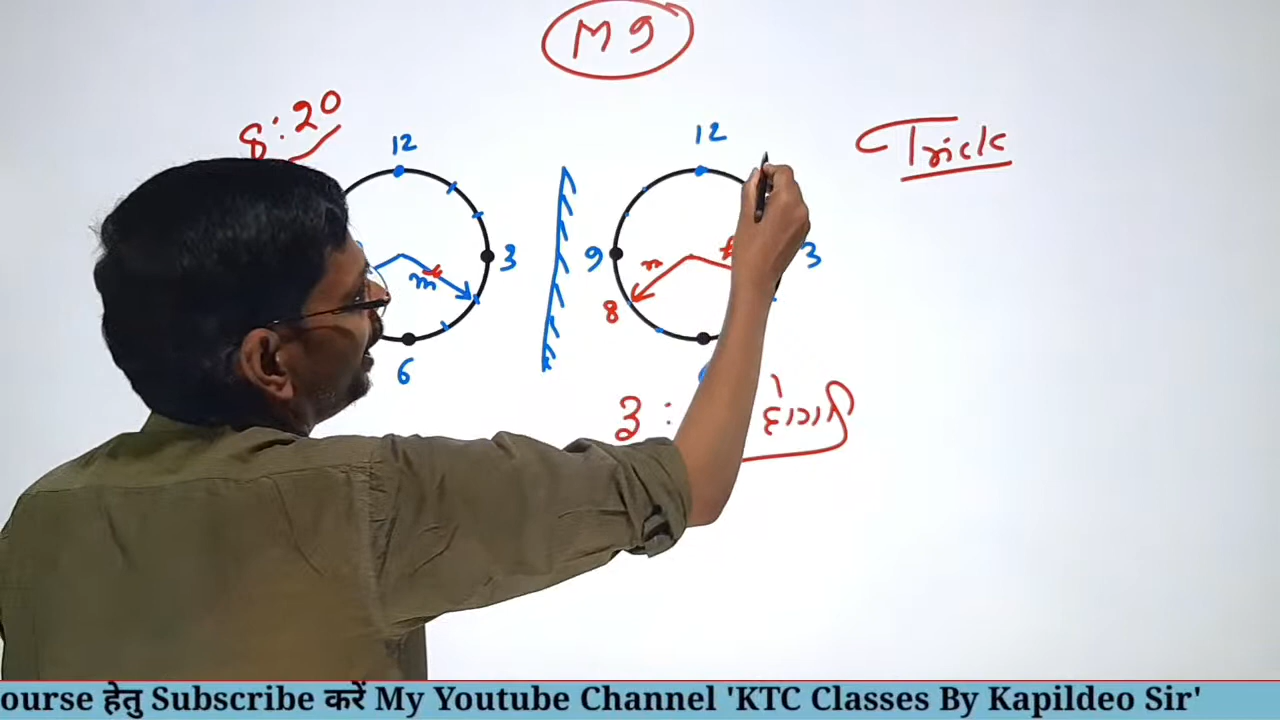 M 9
8:20
Trick
12
12
3
9
3
m
m
8
6
3 :
होगा
ourse हेतु Subscribe करें My Youtube Channel 'KTC Classes By Kapildeo Sir'